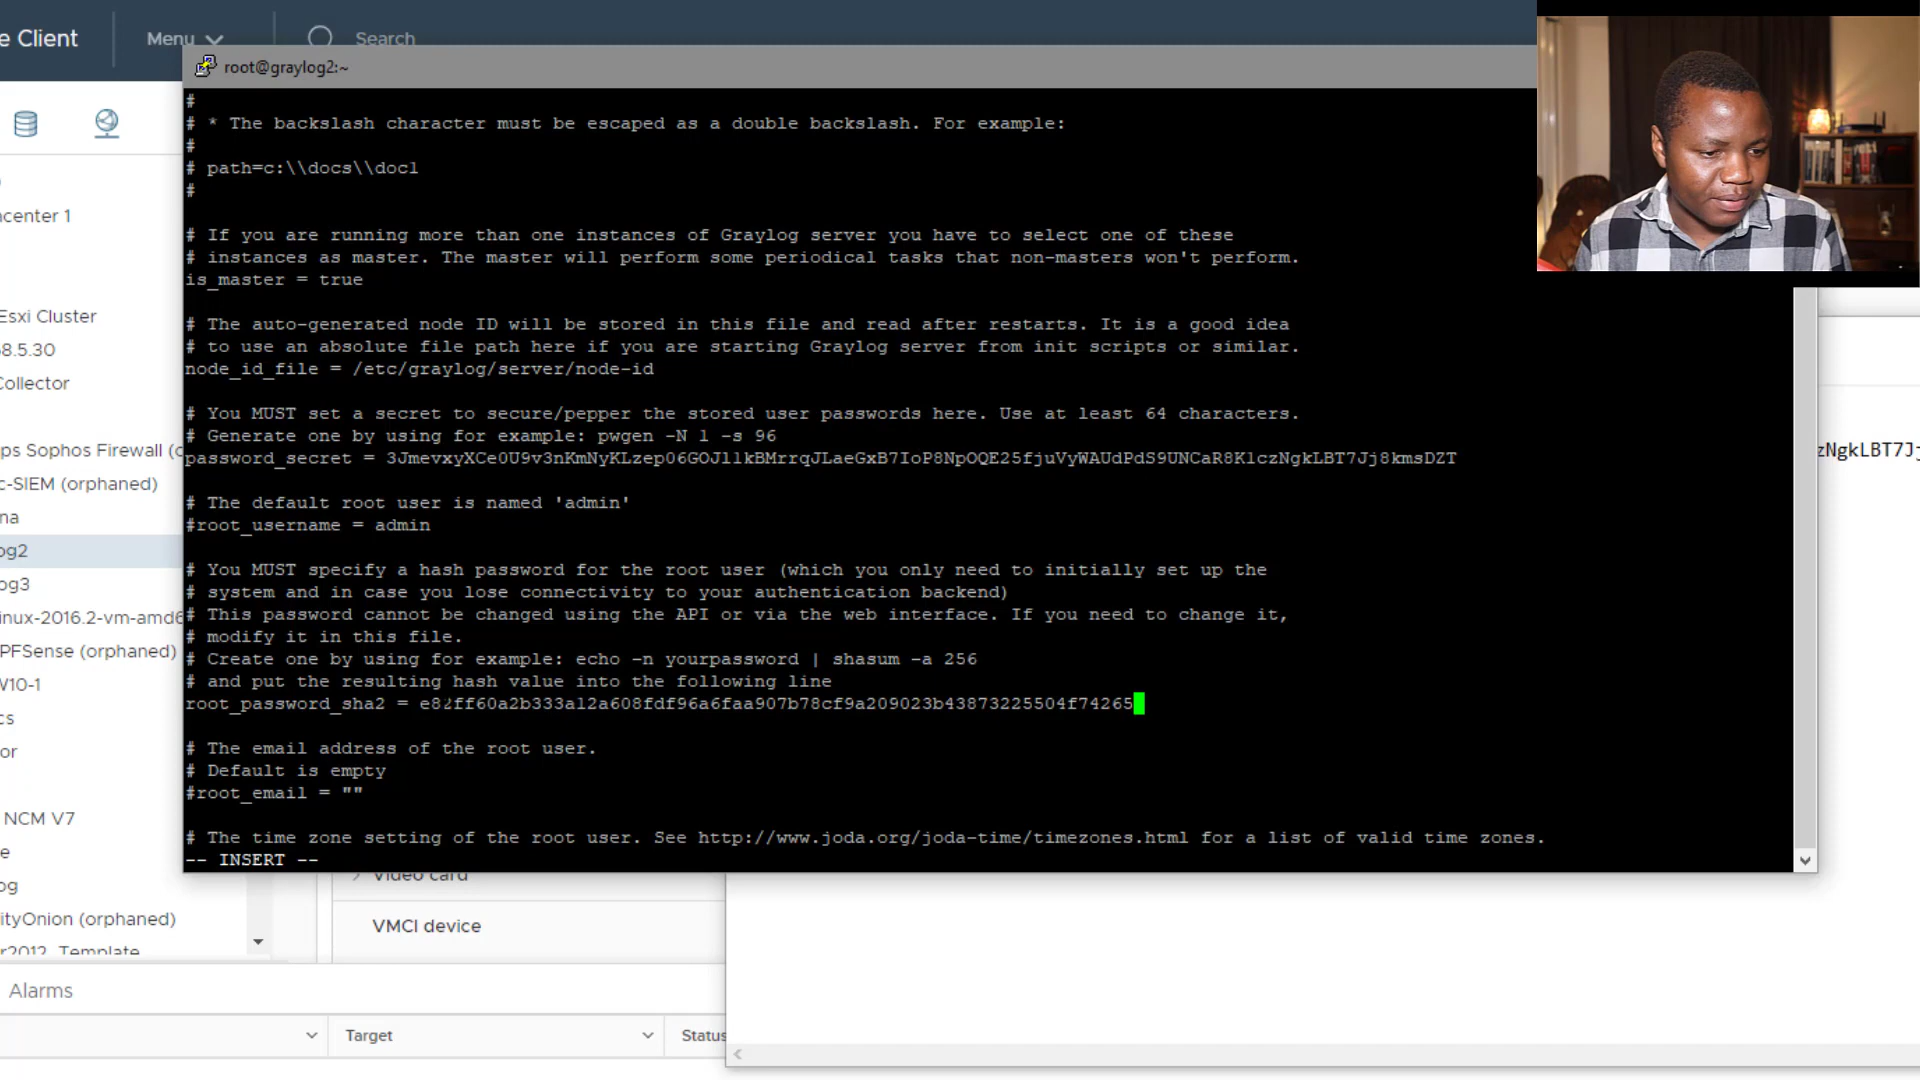 e Client
Menu
Search
root@graylog2:~
#
# * The backslash character must be escaped as a double backslash. For example:
#
# path=c:\\docs\\doc1
#
# If you are running more than one instances of Graylog server you have to select one of these
# instances as master. The master will perform some periodical tasks that non-masters won't perform.
is_master = true
# The auto-generated node ID will be stored in this file and read after restarts. It is a good idea
# to use an absolute file path here if you are starting Graylog server from init scripts or similar.
node_id_file = /etc/graylog/server/node-id
# You MUST set a secret to secure/pepper the stored user passwords here. Use at least 64 characters.
# Generate one by using for example: pwgen -N 1 -s 96
password_secret =
# The default root user is named 'admin'
#root_username = admin
# You MUST specify a hash password for the root user (which you only need to initially set up the
# system and in case you lose connectivity to your authentication backend)
# This password cannot be changed using the API or via the web interface. If you need to change it,
# modify it in this file.
# Create one by using for example: echo -n yourpassword | shasum -a 256
# and put the resulting hash value into the following line
root_password_sha2 = e82ff60a2b333a12a608fdf96a6faa907b78cf9a209023b43873225504f74265
# The email address of the root user.
# Default is empty
#root_email = ""
# The time zone setting of the root user. See http://www.joda.org/joda-time/timezones.html for a list of valid time zones.
-- INSERT --
ncenter 1
Esxi Cluster
8.5.30
Collector
ps Sophos Firewall (c
c-SIEM (orphaned)
na
og2
og3
inux-2016.2-vm-amd6
PFSense (orphaned)
W10-1
cs
or
NCM V7
e
og
ityOnion (orphaned)
r2012_Template
zNgkLBT7Jj
Video card
VMCI device
Alarms
Target
Status